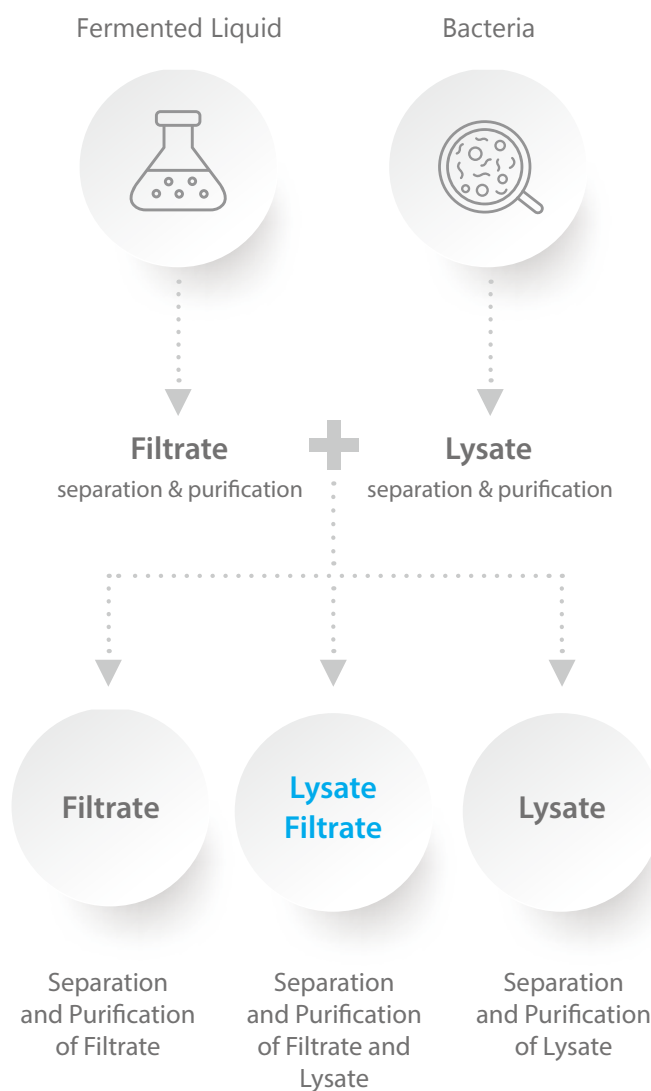 Fermented Liquid
Bacteria
Filtrate
Lysate
separation & purification
separation & purification
Filtrate
Lysate
Filtrate
Lysate
Separation
and Purification
of Filtrate
Separation
and Purification
of Filtrate and
Lysate
Separation
and Purification
of Lysate